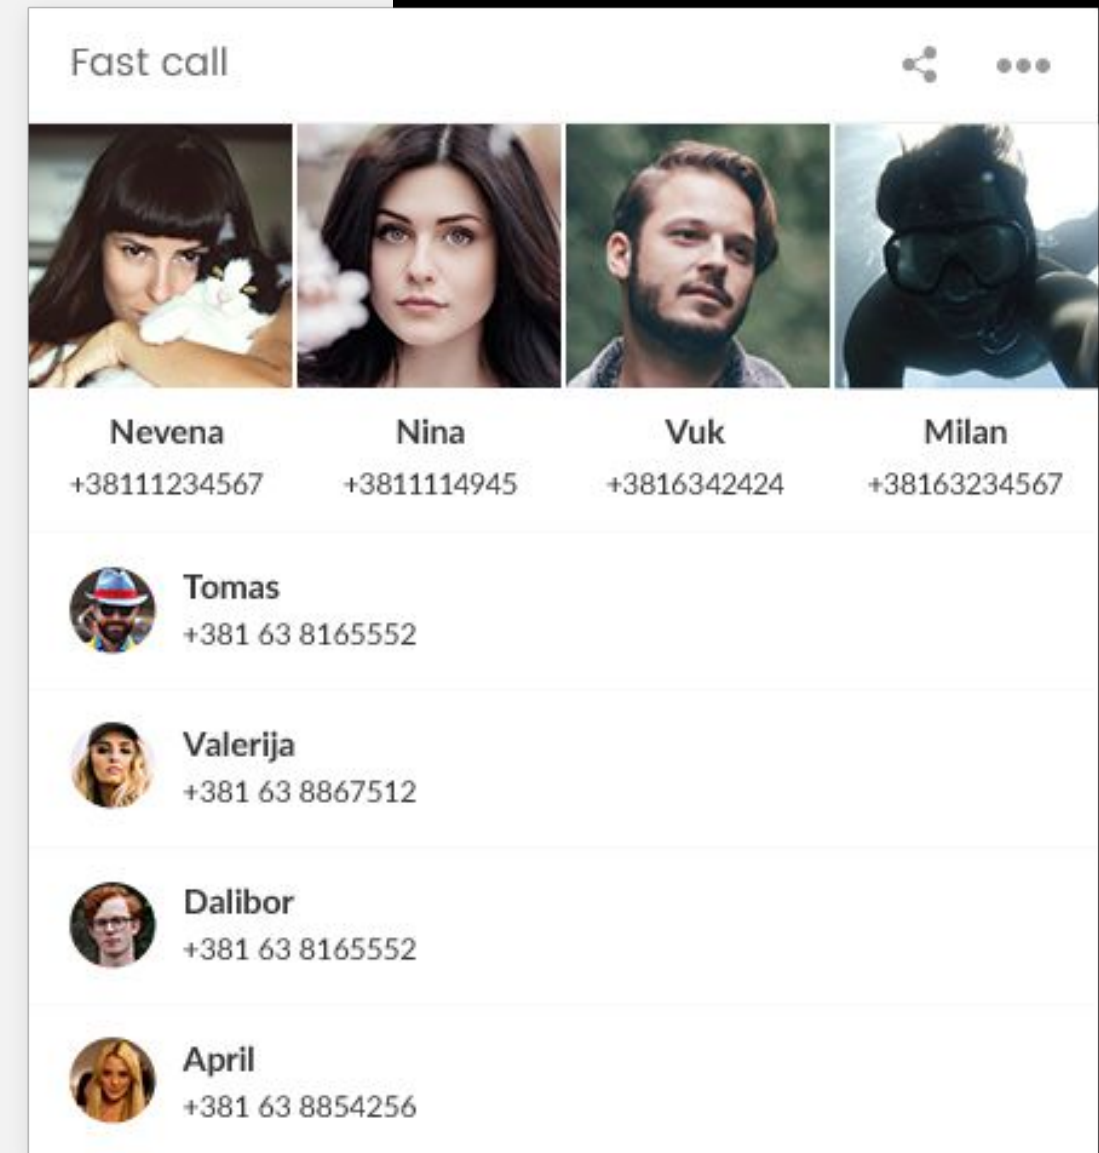 Fast call
Nevena
+38111234567
Nina
+3811114945
Vuk
+3816342424
Milan
+38163234567
Tomas
+381 63 8165552
Valerija
+381 63 8867512
Dalibor
+381 63 8165552
April
+381 63 8854256